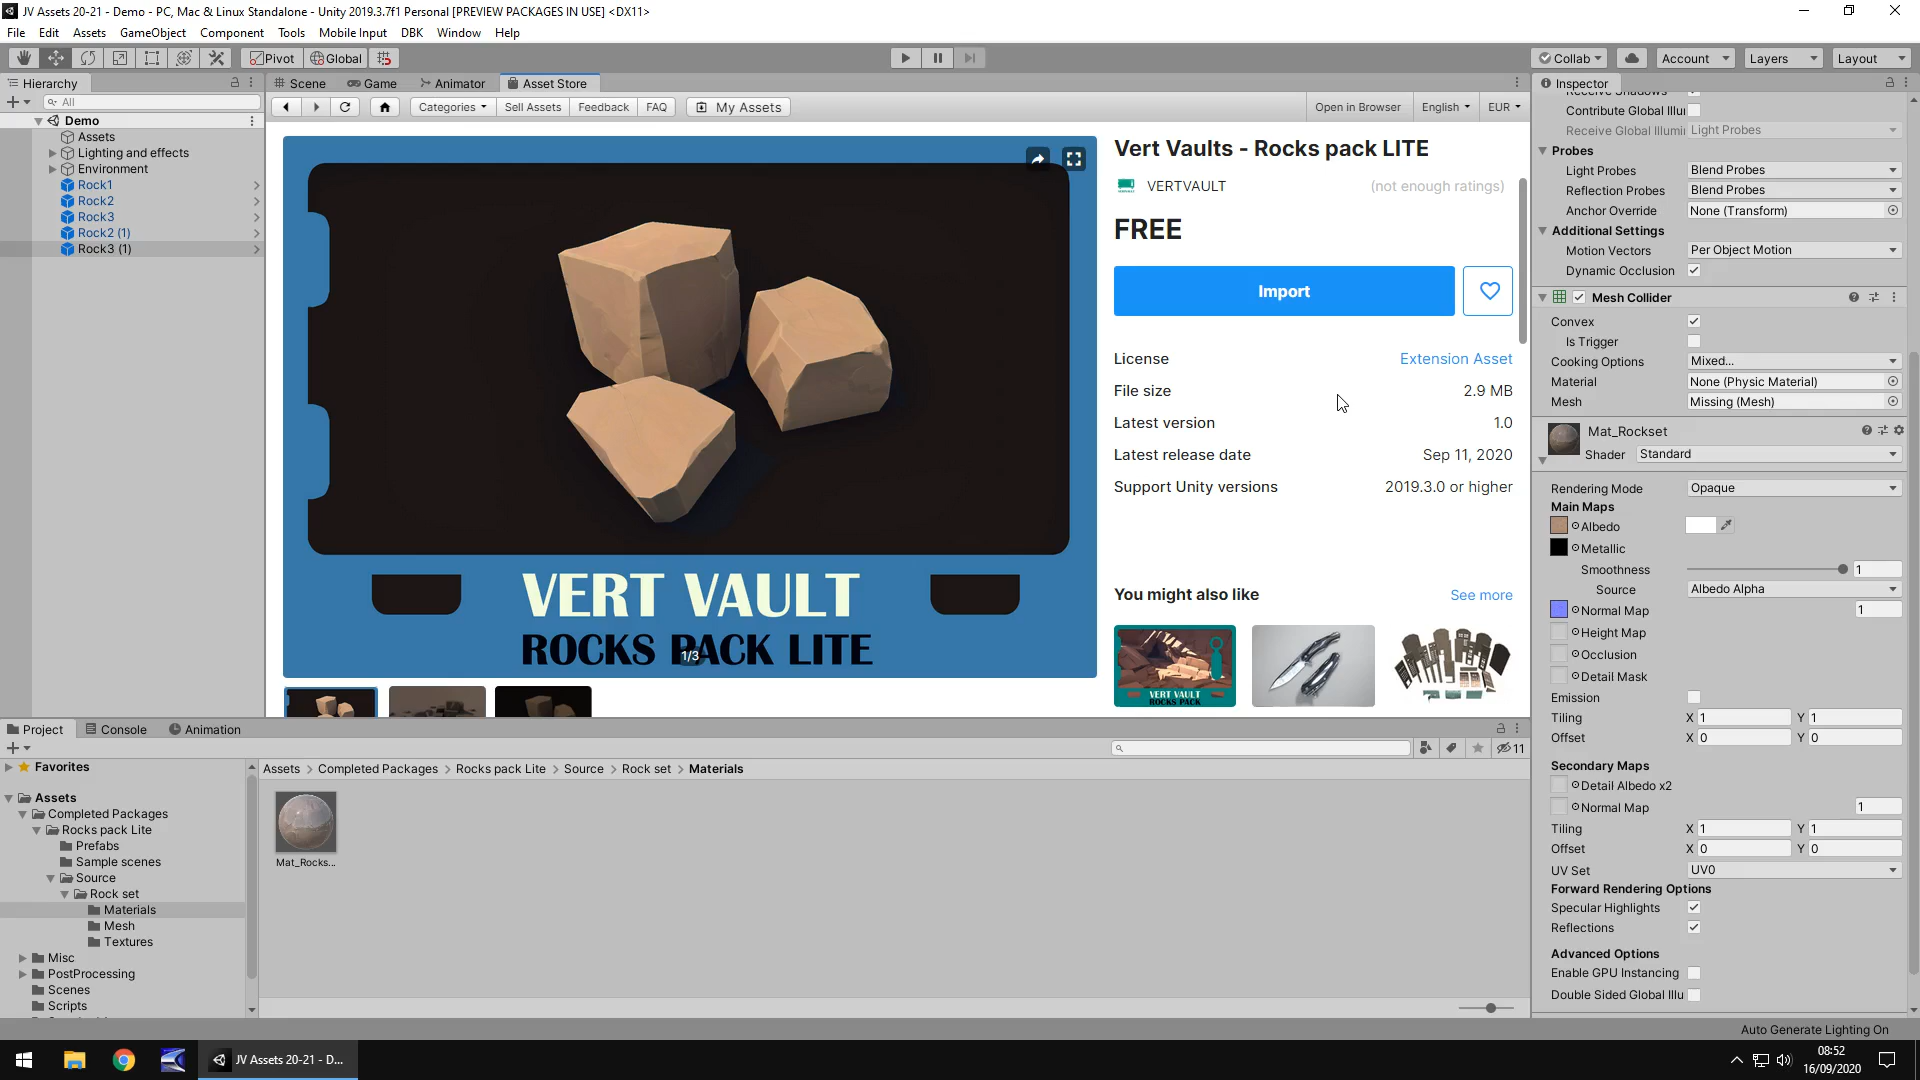 JV Assets 20-21 - Demo - PC, Mac & Linux Standalone - Unity 2019.3.7f1 Personal [PREVIEW PACKAGES IN USE] <DX11>
File Edit Assets GameObject Component Tools Mobile Input DBK Window Help
Pivot Global Collab Account Layers Layout
Hierarchy
All
Demo
Assets
Lighting and effects
Environment
Rock1
Rock2
Rock3
Rock2 (1)
Rock3 (1)
Scene Game Animator Asset Store
Categories Sell Assets Feedback FAQ My Assets Open in Browser English EUR
VERT VAULT
ROCKS PACK LITE
1/3
Vert Vaults - Rocks pack LITE
VERTVAULT (not enough ratings)
FREE
Import
License Extension Asset
File size 2.9 MB
Latest version 1.0
Latest release date Sep 11, 2020
Support Unity versions 2019.3.0 or higher
You might also like See more
VERT VAULT
ROCKS PACK
Inspector
Contribute Global Illui
Receive Global Illumii Light Probes
Probes
Light Probes Blend Probes
Reflection Probes Blend Probes
Anchor Override None (Transform)
Additional Settings
Motion Vectors Per Object Motion
Dynamic Occlusion
Mesh Collider
Convex
Is Trigger
Cooking Options Mixed...
Material None (Physic Material)
Mesh Missing (Mesh)
Mat_Rockset
Shader Standard
Rendering Mode Opaque
Main Maps
Albedo
Metallic
Smoothness 1
Source Albedo Alpha
Normal Map 1
Height Map
Occlusion
Detail Mask
Emission
Tiling X 1 Y 1
Offset X 0 Y 0
Secondary Maps
Detail Albedo x2
Normal Map 1
Tiling X 1 Y 1
Offset X 0 Y 0
UV Set UV0
Forward Rendering Options
Specular Highlights
Reflections
Advanced Options
Enable GPU Instancing
Double Sided Global Illu
Auto Generate Lighting On
Project Console Animation
11
Favorites
Assets
Completed Packages
Rocks pack Lite
Prefabs
Sample scenes
Source
Rock set
Materials
Mesh
Textures
Misc
PostProcessing
Scenes
Scripts
Assets > Completed Packages > Rocks pack Lite > Source > Rock set > Materials
Mat_Rocks...
JV Assets 20-21 - D...
08:52
16/09/2020